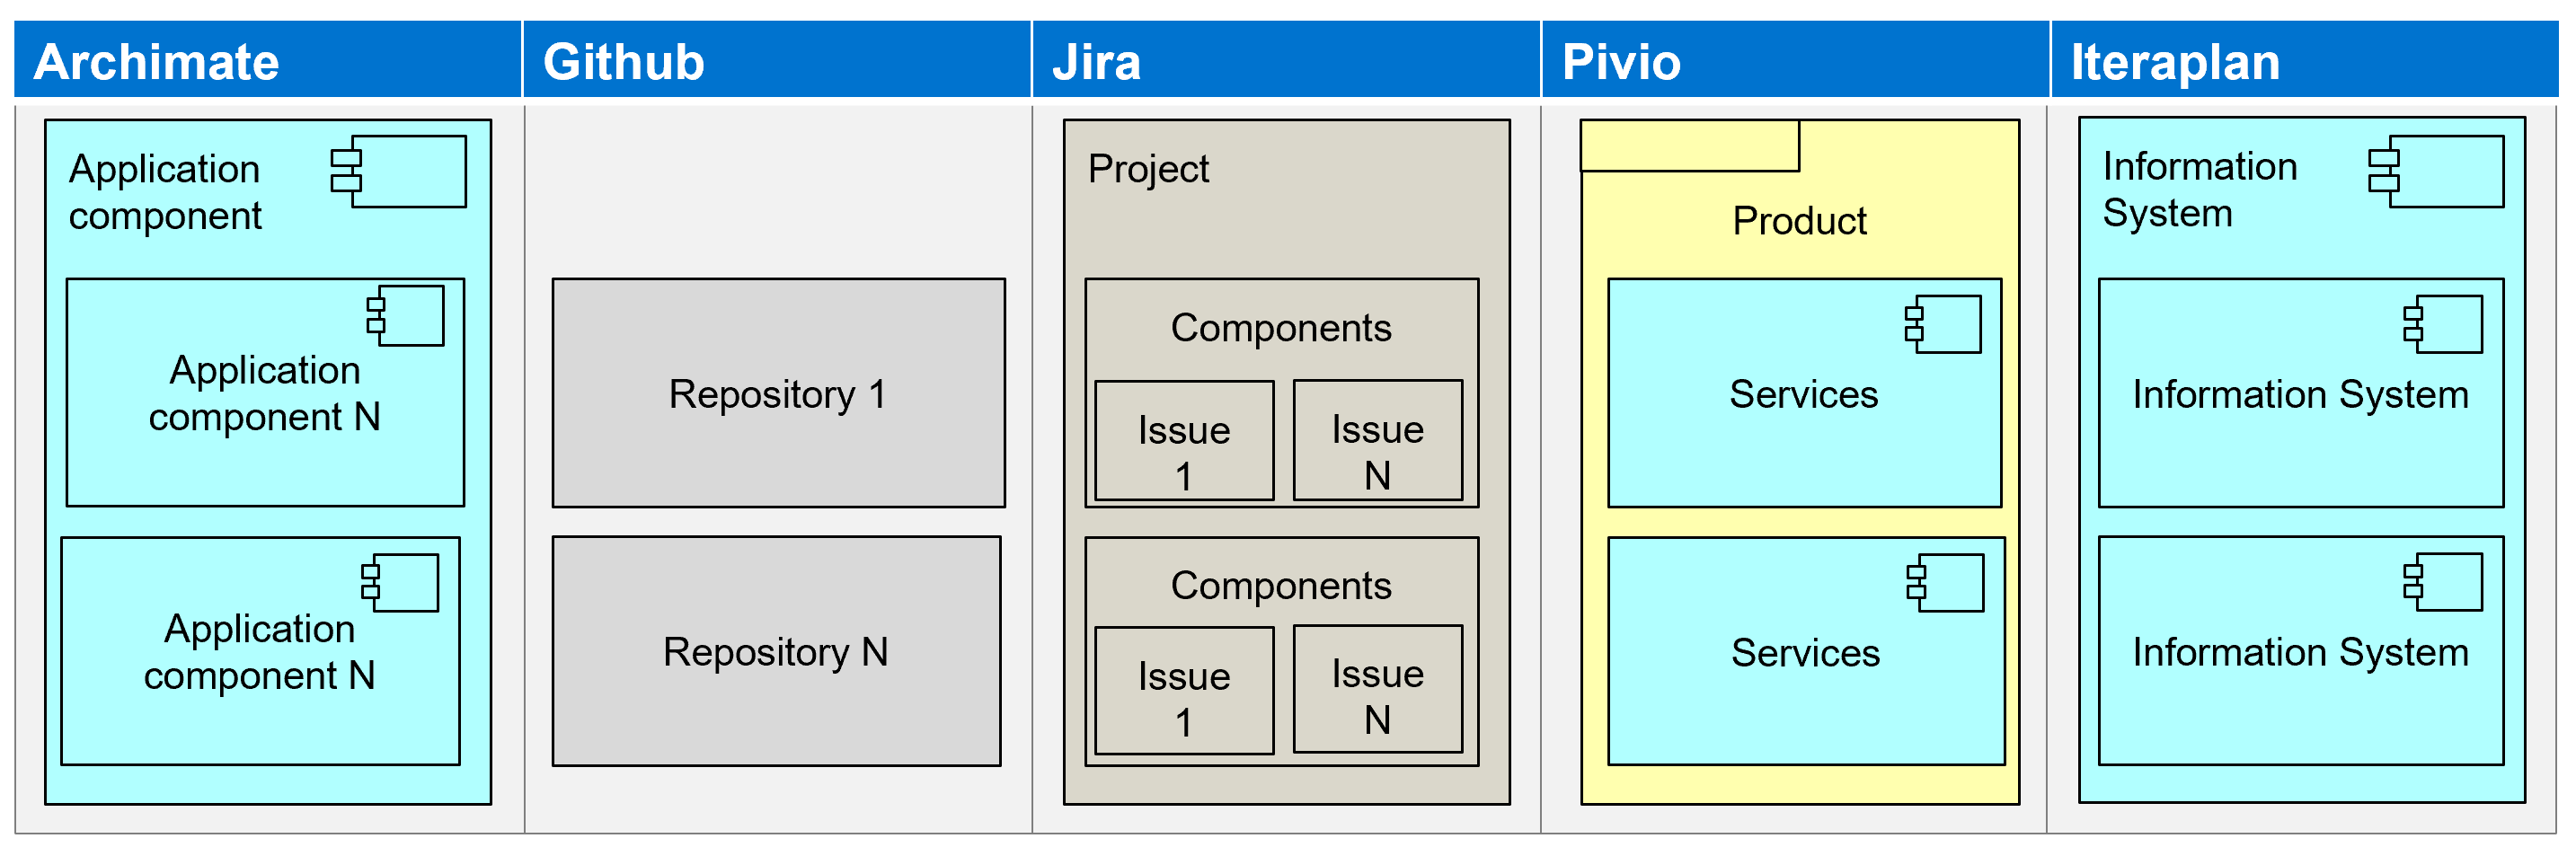 Archimate
Github
Jira
Pivio
Iteraplan
Application
component
Application
component N
Application
component N
Repository 1
Repository N
Project
Components
Issue
1
Issue
N
Components
Issue
1
Issue
N
Product
Services
Services
Information
System
Information System
Information System